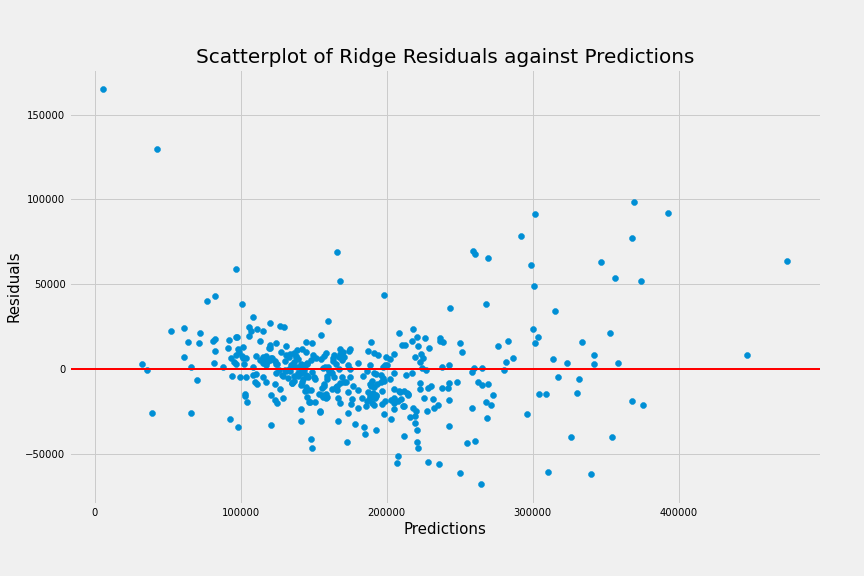 Scatterplot of Ridge Residuals against Predictions
150000
100000
50000
0
−50000
Residuals
0 100000 200000 300000 400000
Predictions